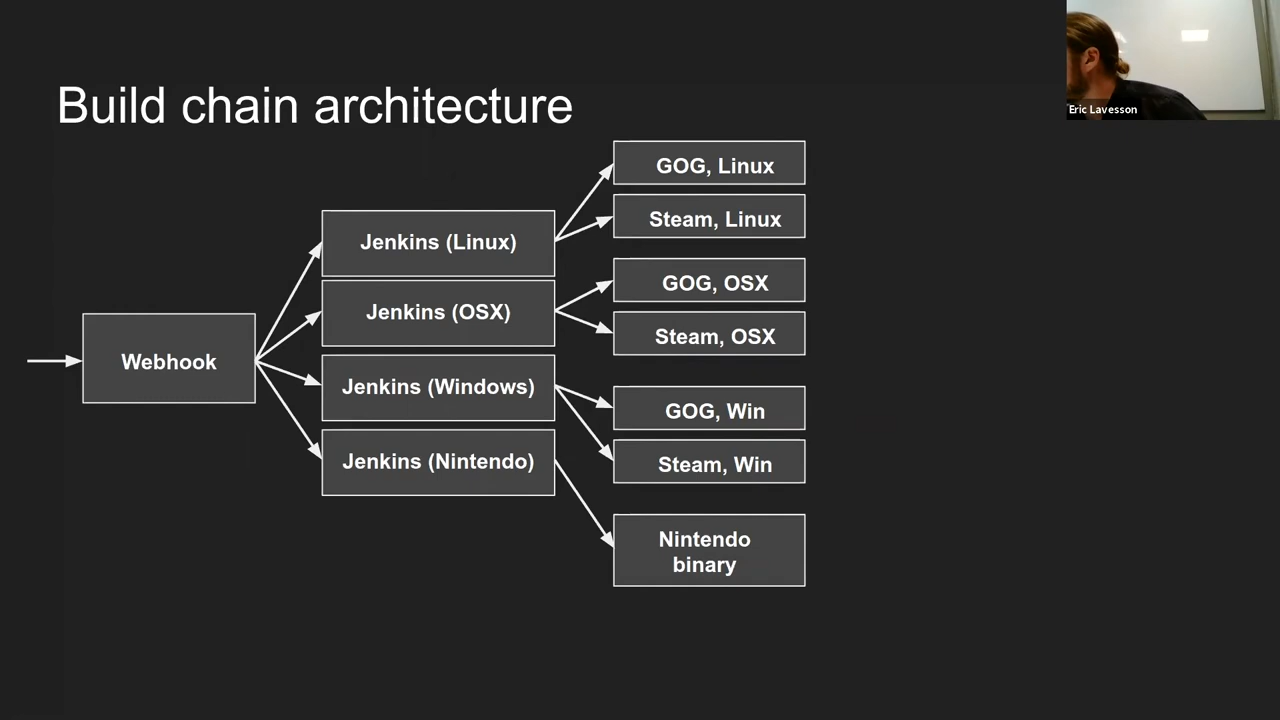 Build chain architecture
Eric Lavesson
GOG, Linux
Steam, Linux
Jenkins (Linux)
GOG, OSX
Jenkins (OSX)
Steam, OSX
Webhook
Jenkins (Windows)
GOG, Win
Jenkins (Nintendo)
Steam, Win
Nintendo
binary